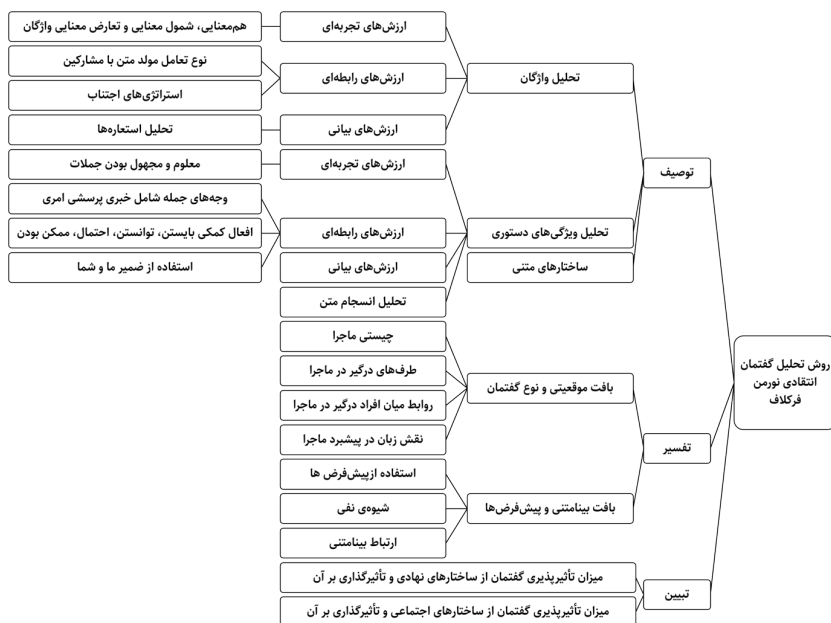 روش تحلیل گفتمان
انتقادی نورمن
فرکلاف
توصیف
تحلیل واژگان
ارزش‌های تجربه‌ای
هم‌معنایی، شمول معنایی و تعارض معنایی واژگان
ارزش‌های رابطه‌ای
نوع تعامل مولد متن با مشارکین
استراتژی‌های اجتناب
ارزش‌های بیانی
تحلیل استعاره‌ها
تحلیل ویژگی‌های دستوری
ارزش‌های تجربه‌ای
معلوم و مجهول بودن جملات
ارزش‌های رابطه‌ای
وجه‌های جمله شامل خبری پرسشی امری
افعال کمکی بایستن، توانستن، احتمال، ممکن بودن
استفاده از ضمیر ما و شما
ارزش‌های بیانی
تحلیل انسجام متن
ساختارهای متنی
تفسیر
بافت موقعیتی و نوع گفتمان
چیستی ماجرا
طرف‌های درگیر در ماجرا
روابط میان افراد درگیر در ماجرا
نقش زبان در پیشبرد ماجرا
بافت بینامتنی و پیش‌فرض‌ها
استفاده ازپیش‌فرض ها
شیوه‌ی نفی
ارتباط بینامتنی
تبیین
میزان تأثیرپذیری گفتمان از ساختارهای نهادی و تأثیرگذاری بر آن
میزان تأثیرپذیری گفتمان از ساختارهای اجتماعی و تأثیرگذاری بر آن